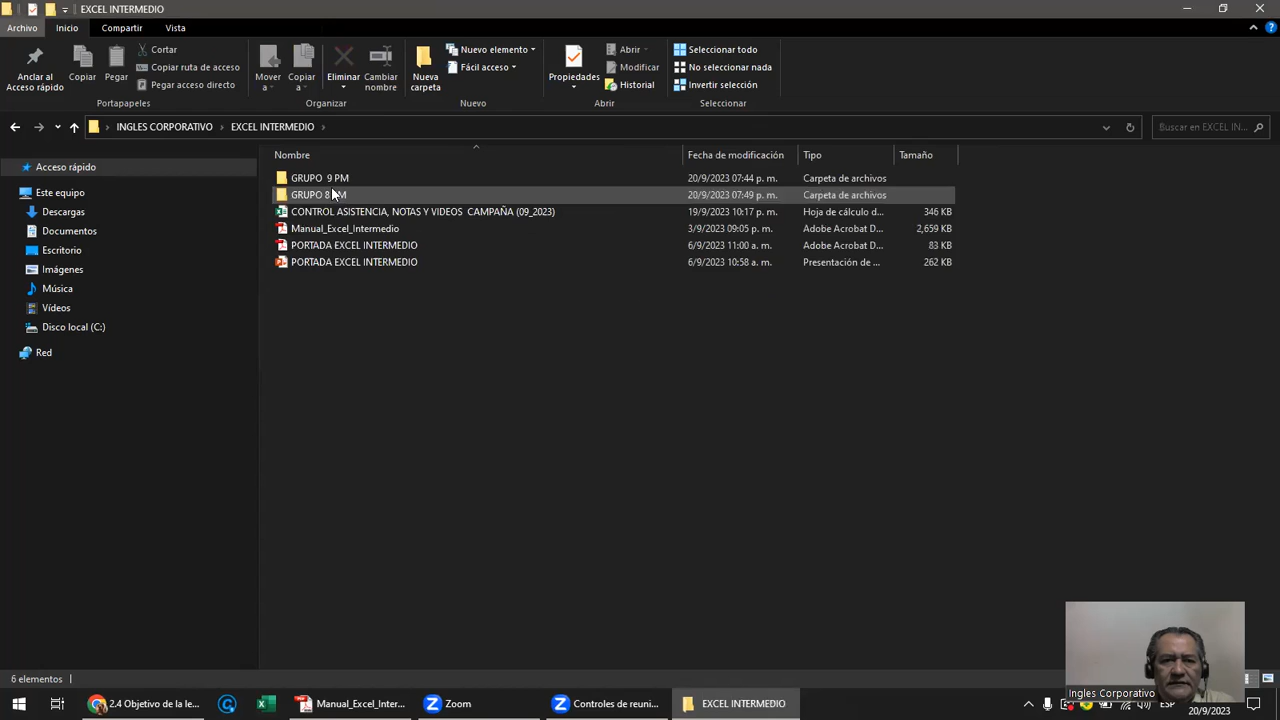 EXCEL INTERMEDIO
Archivo Inicio Compartir Vista
Anclar al Acceso rápido
Copiar
Pegar
Cortar
Copiar ruta de acceso
Pegar acceso directo
Portapapeles
Mover a
Copiar a
Eliminar
Cambiar nombre
Organizar
Nueva carpeta
Nuevo elemento
Fácil acceso
Nuevo
Propiedades
Abrir
Modificar
Historial
Abrir
Seleccionar todo
No seleccionar nada
Invertir selección
Seleccionar
INGLES CORPORATIVO EXCEL INTERMEDIO
Buscar en EXCEL IN...
Nombre Fecha de modificación Tipo Tamaño
GRUPO 9 PM 20/9/2023 07:44 p. m. Carpeta de archivos
GRUPO 8 PM 20/9/2023 07:49 p. m. Carpeta de archivos
CONTROL ASISTENCIA, NOTAS Y VIDEOS CAMPAÑA (09_2023) 19/9/2023 10:17 p. m. Hoja de cálculo d... 346 KB
Manual_Excel_Intermedio 3/9/2023 09:05 p. m. Adobe Acrobat D... 2,659 KB
PORTADA EXCEL INTERMEDIO 6/9/2023 11:00 a. m. Adobe Acrobat D... 83 KB
PORTADA EXCEL INTERMEDIO 6/9/2023 10:58 a. m. Presentación de ... 262 KB
Acceso rápido
Este equipo
Descargas
Documentos
Escritorio
Imágenes
Música
Vídeos
Disco local (C:)
Red
6 elementos
Ingles Corporativo
2.4 Objetivo de la le...
Manual_Excel_Inter...
Zoom
Controles de reuni...
EXCEL INTERMEDIO
ESP
20/9/2023